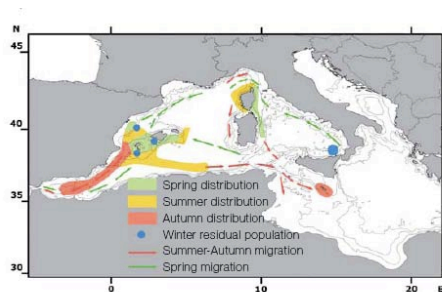 N
45
40
35
30
0
10
20
E
Spring distribution
Summer distribution
Autumn distribution
Winter residual population
Summer-Autumn migration
Spring migration